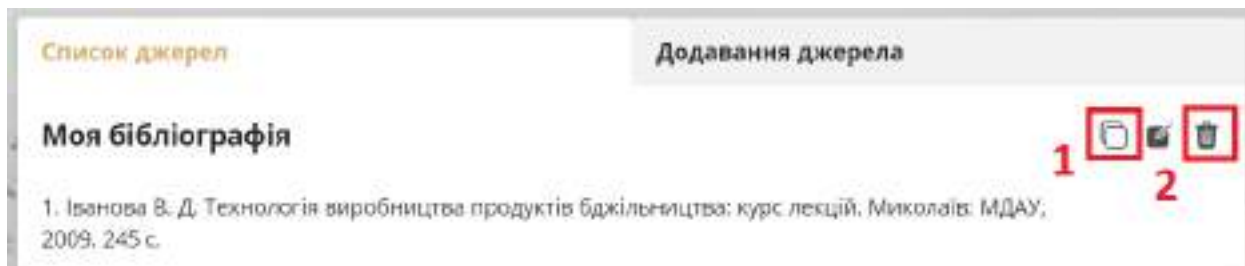 Список джерел
Додавання джерела
Моя бібліографія
1
2
1. Іванова В. Д. Технологія виробництва продуктів бджільництва: курс лекцій. Миколаїв: МДАУ,
2009. 245 с.